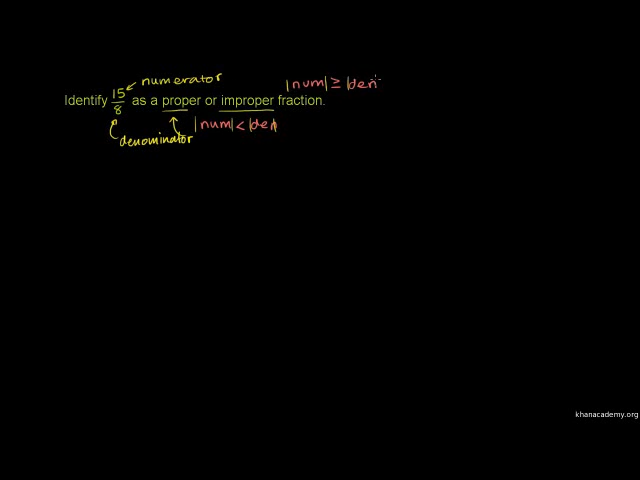 numerator
|num| ≥ |den
Identify 15/8 as a proper or improper fraction.
|num| < |den|
denominator
khanacademy.org